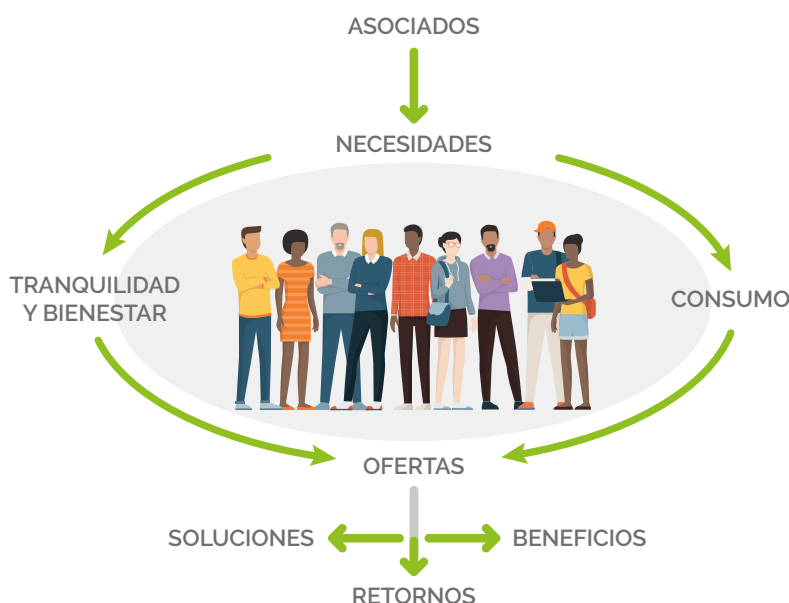 ASOCIADOS
NECESIDADES
TRANQUILIDAD
Y BIENESTAR
CONSUMO
OFERTAS
SOLUCIONES
BENEFICIOS
RETORNOS